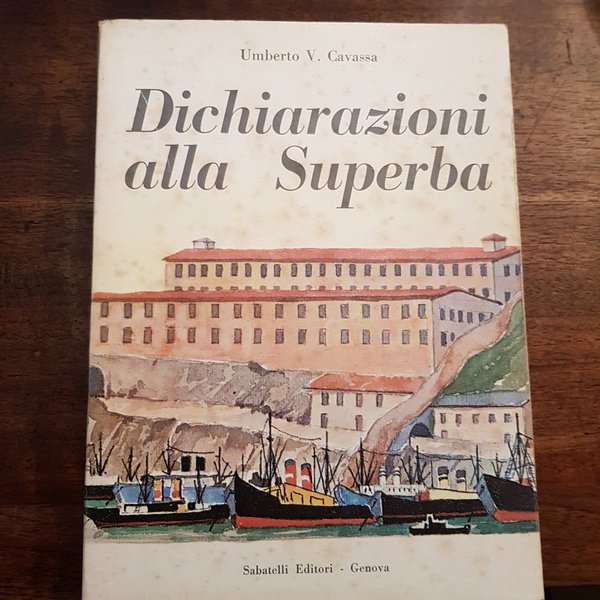 Umberto V. Cavassa
Dichiarazioni
alla Superba
Sabatelli Editori - Genova